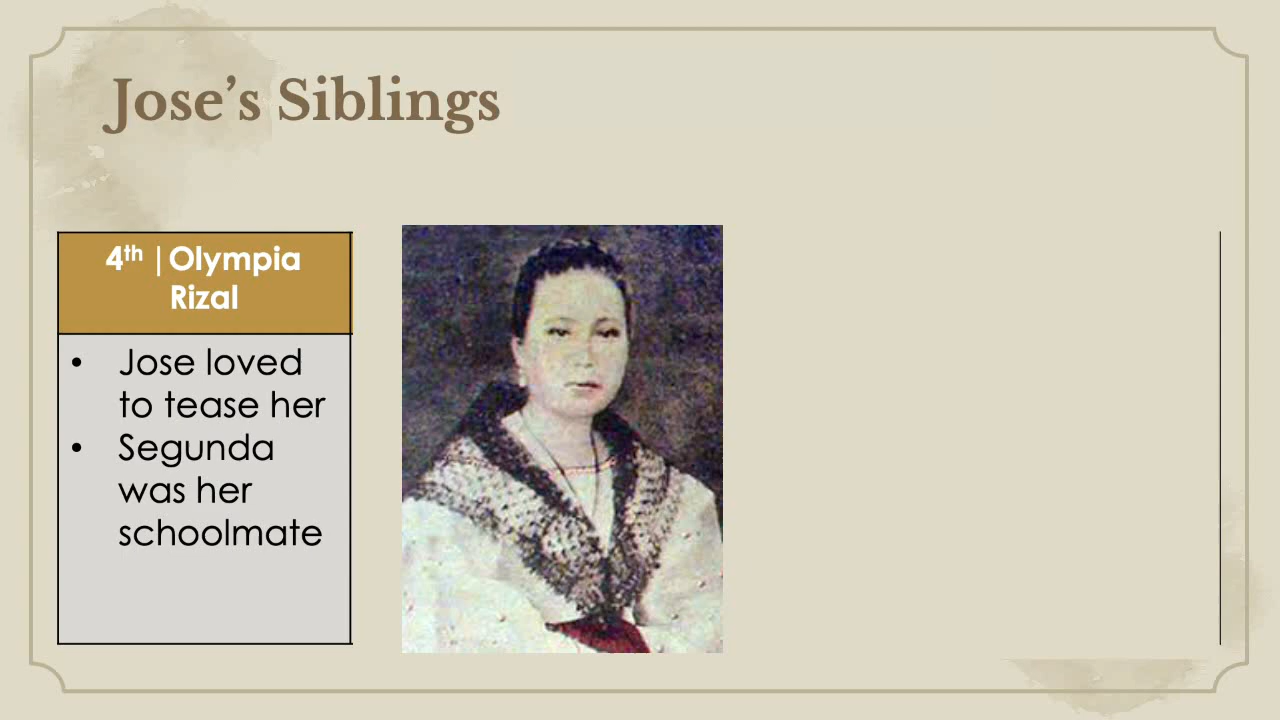 Jose’s Siblings
4th | Olympia
Rizal
• Jose loved
to tease her
• Segunda
was her
schoolmate